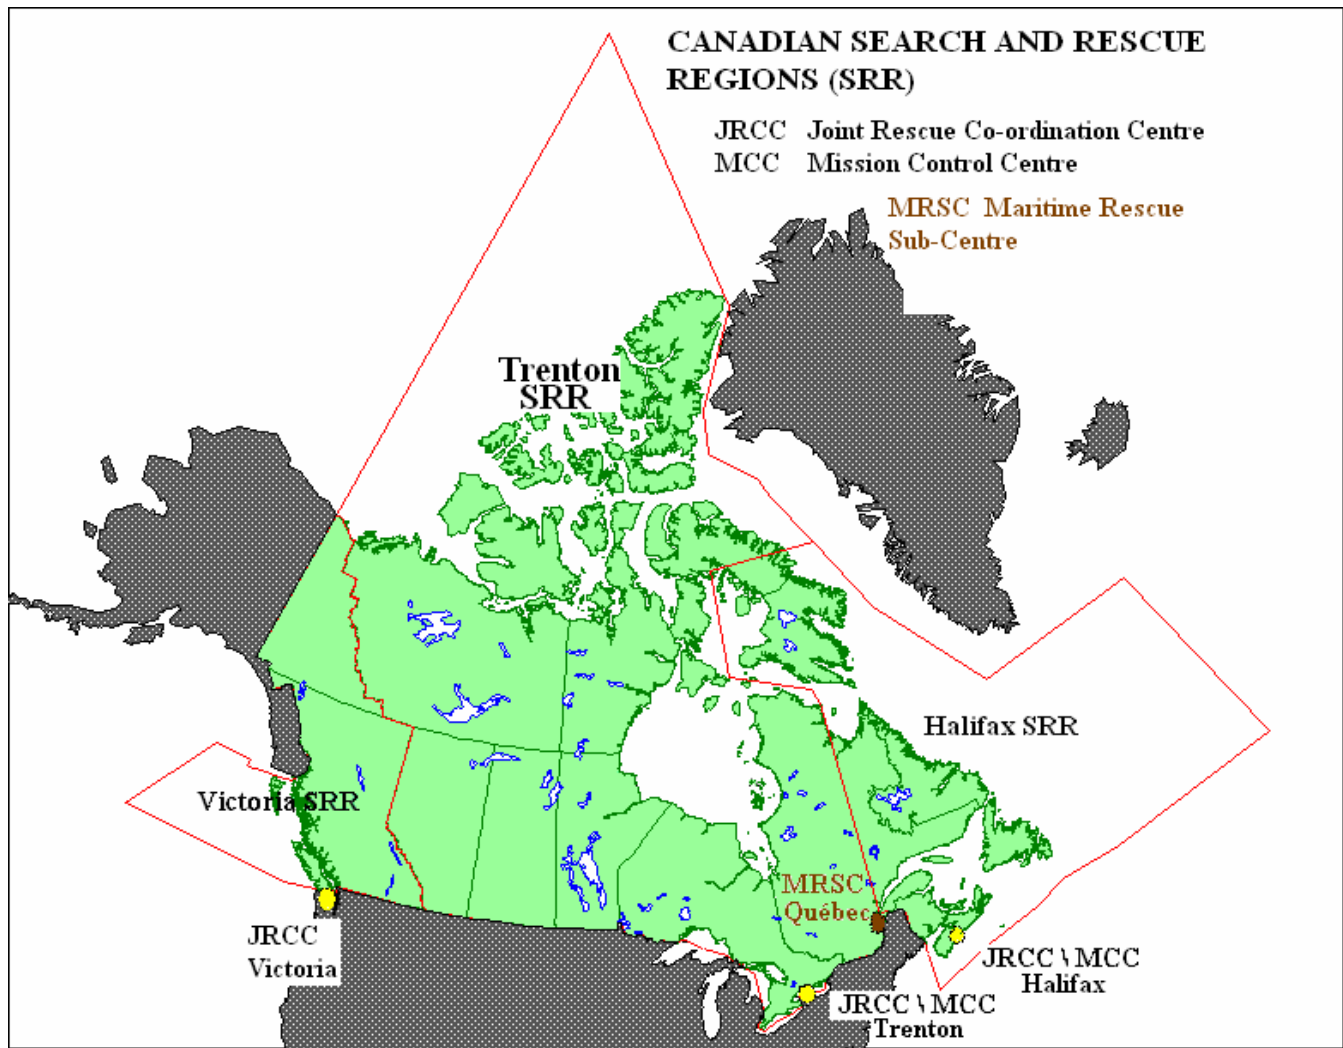 CANADIAN SEARCH AND RESCUE
REGIONS (SRR)
JRCC Joint Rescue Co-ordination Centre
MCC Mission Control Centre
MRSC Maritime Rescue
Sub-Centre
Trenton
SRR
Halifax SRR
Victoria SRR
MRSC
Québec
JRCC
Victoria
JRCC \ MCC
Halifax
JRCC \ MCC
Trenton